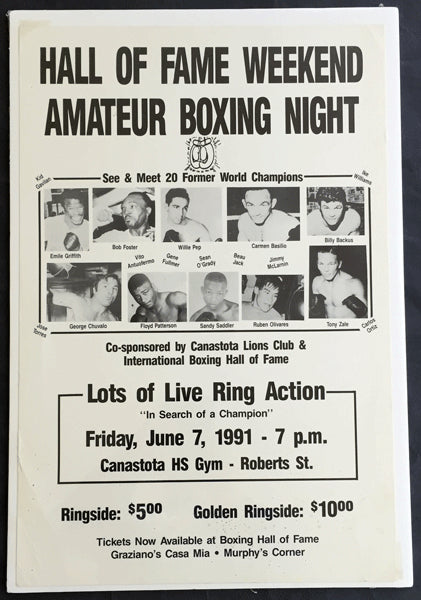 HALL OF FAME WEEKEND
AMATEUR BOXING NIGHT
See & Meet 20 Former World Champions
Kid Gavilan
Ike Williams
Emile Griffith
Bob Foster
Willie Pep
Carmen Basilio
Billy Backus
Vito Antuofermo
Gene Fullmer
Sean O'Grady
Beau Jack
Jimmy McLarnin
Jose Torres
George Chuvalo
Floyd Patterson
Sandy Saddler
Ruben Olivares
Tony Zale
Carlos Ortiz
Co-sponsored by Canastota Lions Club &
International Boxing Hall of Fame
Lots of Live Ring Action
"In Search of a Champion"
Friday, June 7, 1991 - 7 p.m.
Canastota HS Gym - Roberts St.
Ringside: $500 Golden Ringside: $1000
Tickets Now Available at Boxing Hall of Fame
Graziano's Casa Mia • Murphy's Corner